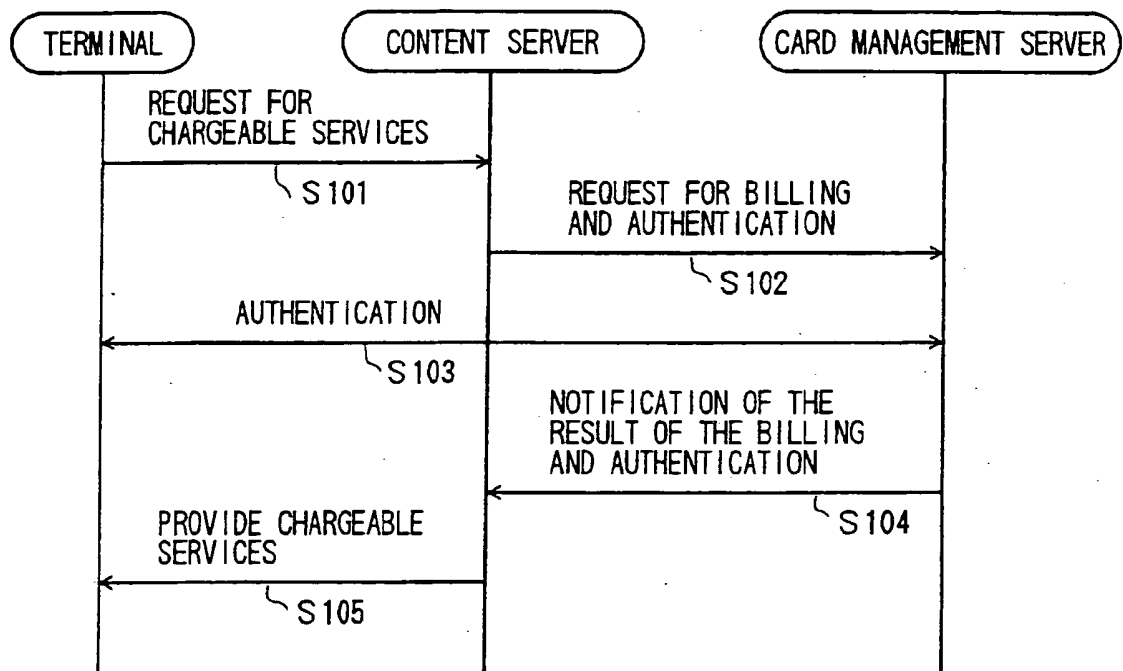 TERMINAL
CONTENT SERVER
CARD MANAGEMENT SERVER
REQUEST FOR
CHARGEABLE SERVICES
S101
REQUEST FOR BILLING
AND AUTHENTICATION
S102
AUTHENTICATION
S103
NOTIFICATION OF THE
RESULT OF THE BILLING
AND AUTHENTICATION
S104
PROVIDE CHARGEABLE
SERVICES
S105